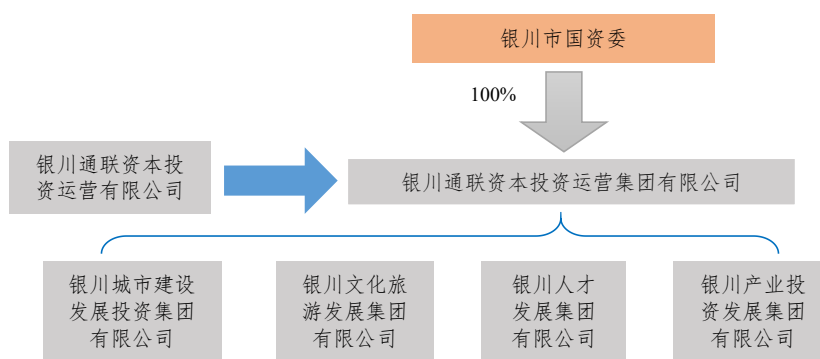 银川市国资委
100%
银川通联资本投
资运营有限公司
银川通联资本投资运营集团有限公司
银川城市建设
发展投资集团
有限公司
银川文化旅
游发展集团
有限公司
银川人才
发展集团
有限公司
银川产业投
资发展集团
有限公司